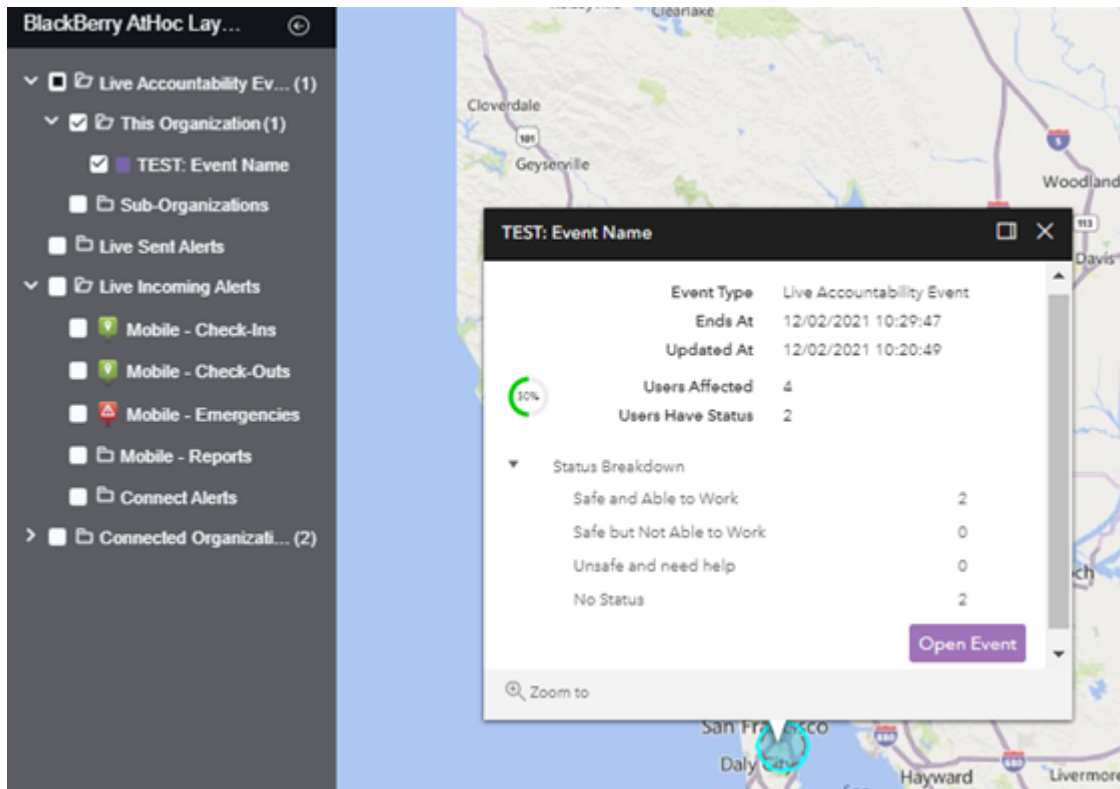 BlackBerry AtHoc Lay...
Live Accountability Ev... (1)
This Organization (1)
TEST: Event Name
Sub-Organizations
Live Sent Alerts
Live Incoming Alerts
Mobile - Check-Ins
Mobile - Check-Outs
Mobile - Emergencies
Mobile - Reports
Connect Alerts
Connected Organizati... (2)
Clearlake
Cloverdale
101
Geyserville
5
Woodland
113
Davis
TEST: Event Name
Event Type Live Accountability Event
Ends At 12/02/2021 10:29:47
Updated At 12/02/2021 10:20:49
50%
Users Affected 4
Users Have Status 2
Status Breakdown
Safe and Able to Work 2
Safe but Not Able to Work 0
Unsafe and need help 0
No Status 2
Open Event
Zoom to
San Francisco
Daly City
880
580
680
Hayward
Livermore